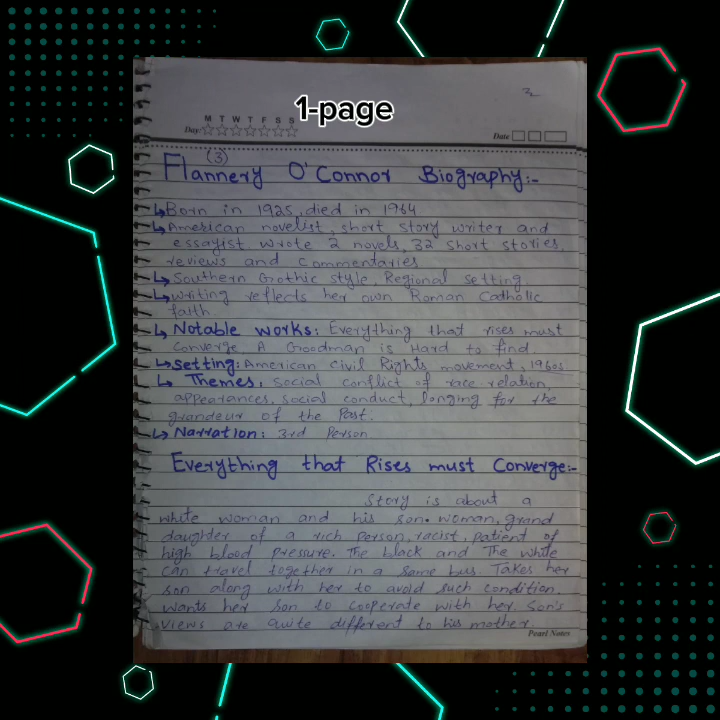 1-page
M T W T F S S
Day:
Date
(3)
Flannery O'Connor Biography:-
↳Born in 1925, died in 1964
↳American novelist, short story writer and
essayist wrote 2 novels, 32 short stories,
reviews and commentaries
↳Southern Gothic style, Regional setting
↳writing reflects her own Roman Catholic
faith.
↳Notable works: Everything that rises must
converge A Goodman is Hard to find
↳setting: American civil Rights movement, 1960s
↳ Themes: social conflict of race relation,
appearances, social conduct, longing for the
grandeur of the Past.
↳Narration: 3rd Person
Everything that Rises must Converge:-
Story is about a
white woman and his son. woman, grand
daughter of a rich person, racist, patient of
high blood pressure. The black and The white
can travel together in a same bus. Takes her
son along with her to avoid such condition.
wants her son to cooperate with her. Son's
views are quite different to his mother.
Pearl Notes